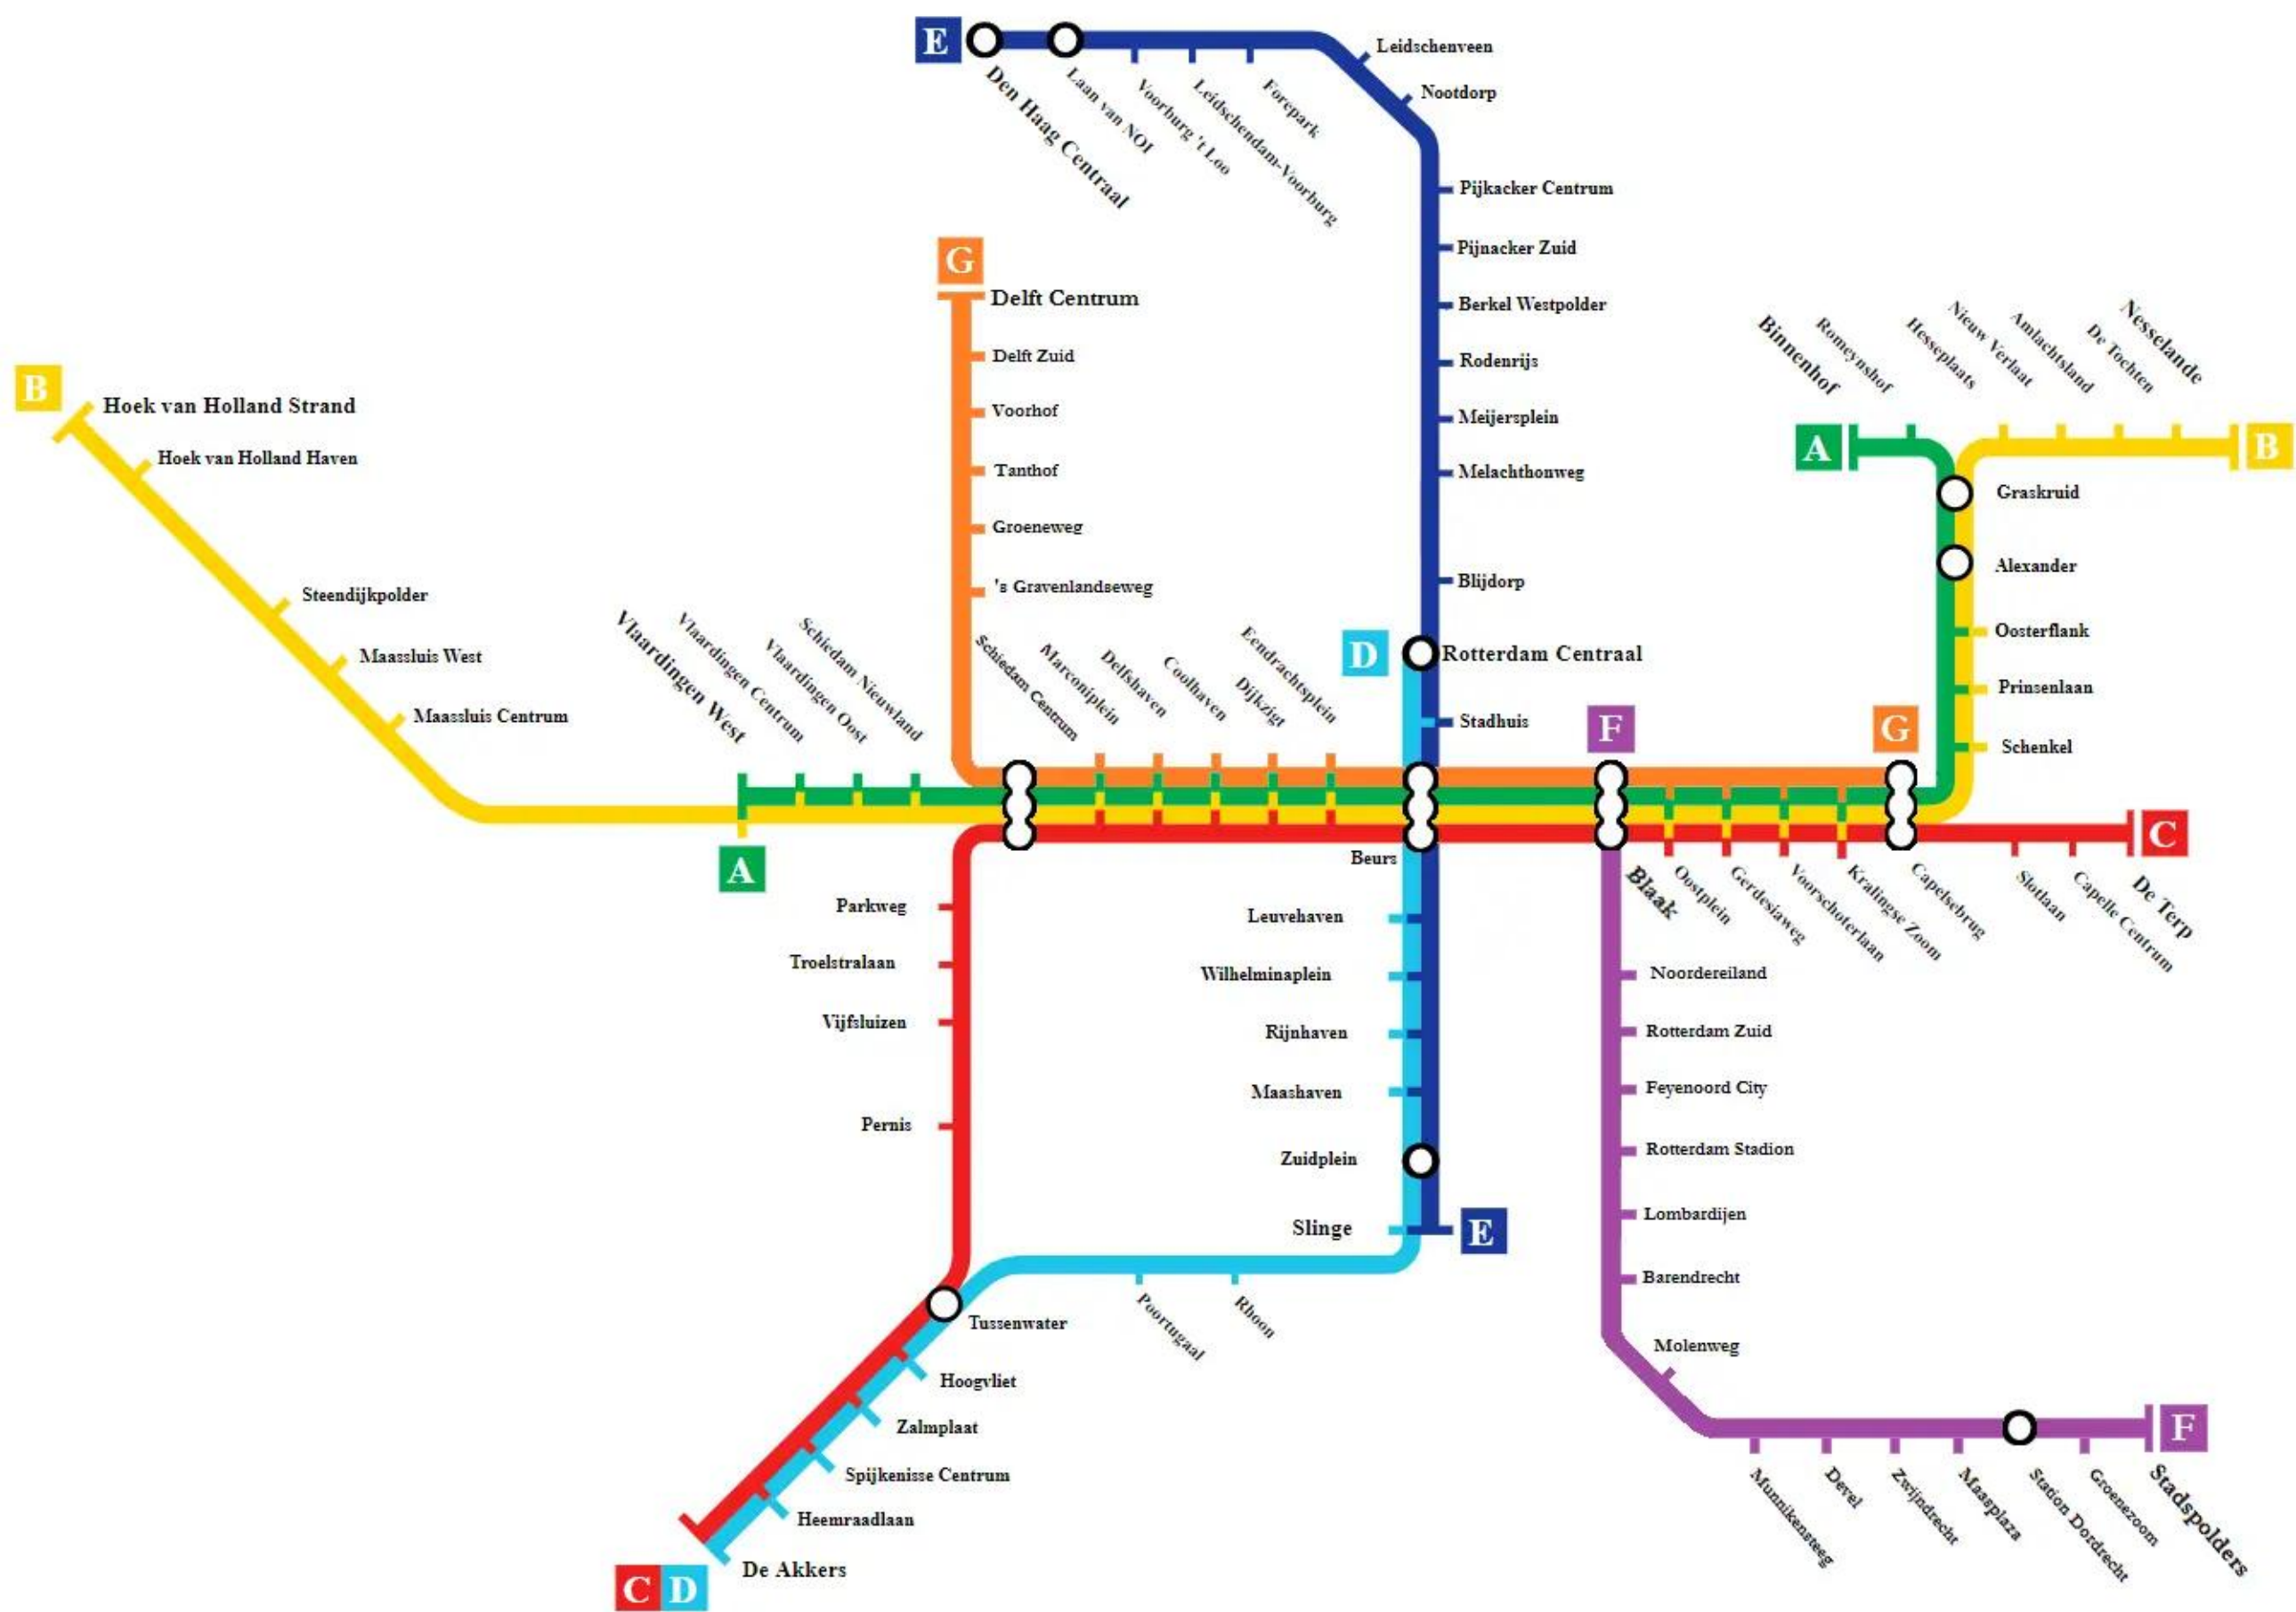 E
Den Haag Centraal
Laan van NOI
Voorburg 't Loo
Leidschendam-Voorburg
Forepark
Leidschenveen
Nootdorp
Pijkacker Centrum
Pijnacker Zuid
Berkel Westpolder
Rodenrijs
Meijersplein
Melachthonweg
Blijdorp
G
Delft Centrum
Delft Zuid
Voorhof
Tanthof
Groeneweg
's Gravenlandseweg
B
Hoek van Holland Strand
Hoek van Holland Haven
Steendijkpolder
Maassluis West
Maassluis Centrum
Vlaardingen West
Vlaardingen Centrum
Vlaardingen Oost
Schiedam Nieuwland
Schiedam Centrum
Marconiplein
Delfshaven
Coolhaven
Dijkzigt
Eendrachtsplein
D
Rotterdam Centraal
Stadhuis
F
G
Binnenhof
Romeynshof
Hesseplaats
Nieuw Verlaat
Amlachtsland
De Tochten
Nesselande
A
B
Graskruid
Alexander
Oosterflank
Prinsenlaan
Schenkel
C
A
Beurs
Blaak
Oostplein
Gerdesiaweg
Voorschoterlaan
Kralingse Zoom
Capelsebrug
Slotlaan
Capelle Centrum
De Terp
Parkweg
Troelstralaan
Vijfsluizen
Pernis
Leuvehaven
Wilhelminaplein
Rijnhaven
Maashaven
Zuidplein
Slinge
E
Noordereiland
Rotterdam Zuid
Feyenoord City
Rotterdam Stadion
Lombardijen
Barendrecht
Molenweg
F
Munnikensteeg
Devel
Zwijndrecht
Maasplaza
Station Dordrecht
Groenezoom
Stadspolders
Poortugaal
Rhoon
Tussenwater
Hoogvliet
Zalmplaat
Spijkenisse Centrum
Heemraadlaan
De Akkers
C D